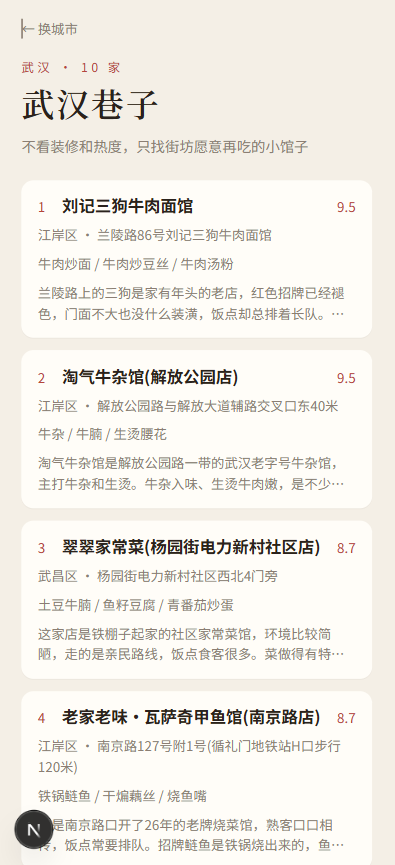 ← 换城市
武汉 · 10 家
武汉巷子
不看装修和热度，只找街坊愿意再吃的小馆子
1 刘记三狗牛肉面馆 9.5
江岸区 · 兰陵路86号刘记三狗牛肉面馆
牛肉炒面 / 牛肉炒豆丝 / 牛肉汤粉
兰陵路上的三狗是家有年头的老店，红色招牌已经褪
色，门面不大也没什么装潢，饭点却总排着长队。…
2 淘气牛杂馆(解放公园店) 9.5
江岸区 · 解放公园路与解放大道辅路交叉口东40米
牛杂 / 牛腩 / 生烫腰花
淘气牛杂馆是解放公园路一带的武汉老字号牛杂馆，
主打牛杂和生烫。牛杂入味、生烫牛肉嫩，是不少…
3 翠翠家常菜(杨园街电力新村社区店) 8.7
武昌区 · 杨园街电力新村社区西北4门旁
土豆牛腩 / 鱼籽豆腐 / 青番茄炒蛋
这家店是铁棚子起家的社区家常菜馆，环境比较简
陋，走的是亲民路线，饭点食客很多。菜做得有特…
4 老家老味·瓦萨奇甲鱼馆(南京路店) 8.7
江岸区 · 南京路127号附1号(循礼门地铁站H口步行
120米)
铁锅鲢鱼 / 干煸藕丝 / 烧鱼嘴
是南京路口开了26年的老牌烧菜馆，熟客口口相
传，饭点常要排队。招牌鲢鱼是铁锅烧出来的，鱼…
N